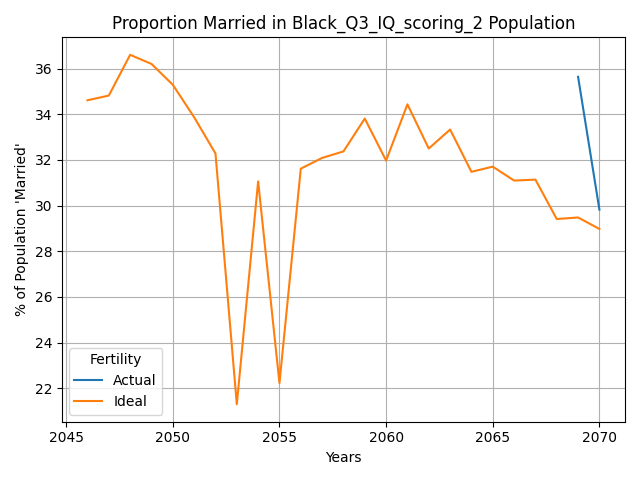 Proportion Married in Black_Q3_IQ_scoring_2 Population
% of Population 'Married'
36
34
32
30
28
26
24
22
Fertility
Actual
Ideal
2045
2050
2055
2060
2065
2070
Years